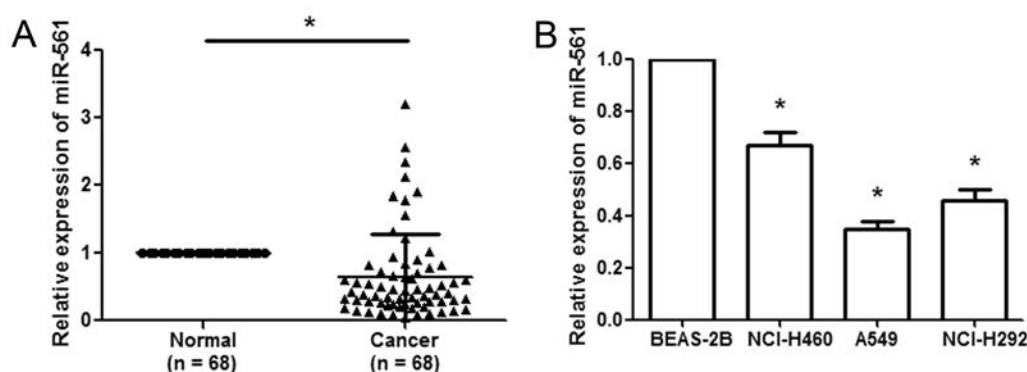 A
Relative expression of miR-561
4
3
2
1
0
*
Normal
(n = 68)
Cancer
(n = 68)
B
Relative expression of miR-561
1.0
0.8
0.6
0.4
0.2
0.0
*
*
*
BEAS-2B
NCI-H460
A549
NCI-H292